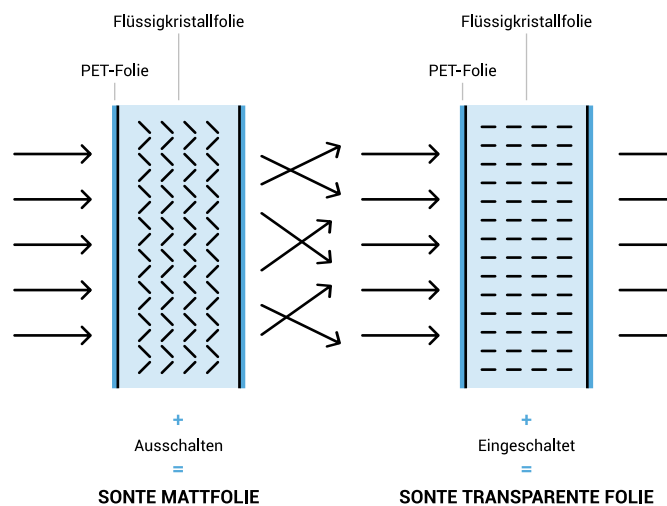 Flüssigkristallfolie
PET-Folie
+
Ausschalten
=
SONTE MATTFOLIE
Flüssigkristallfolie
PET-Folie
+
Eingeschaltet
=
SONTE TRANSPARENTE FOLIE